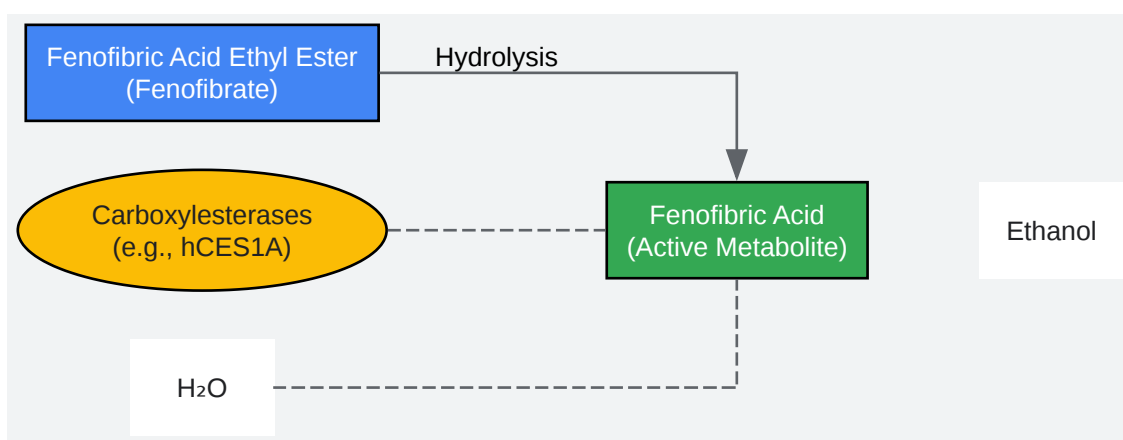 Fenofibric Acid Ethyl Ester
(Fenofibrate)
Hydrolysis
Carboxylesterases
(e.g., hCES1A)
Fenofibric Acid
(Active Metabolite)
Ethanol
H₂O